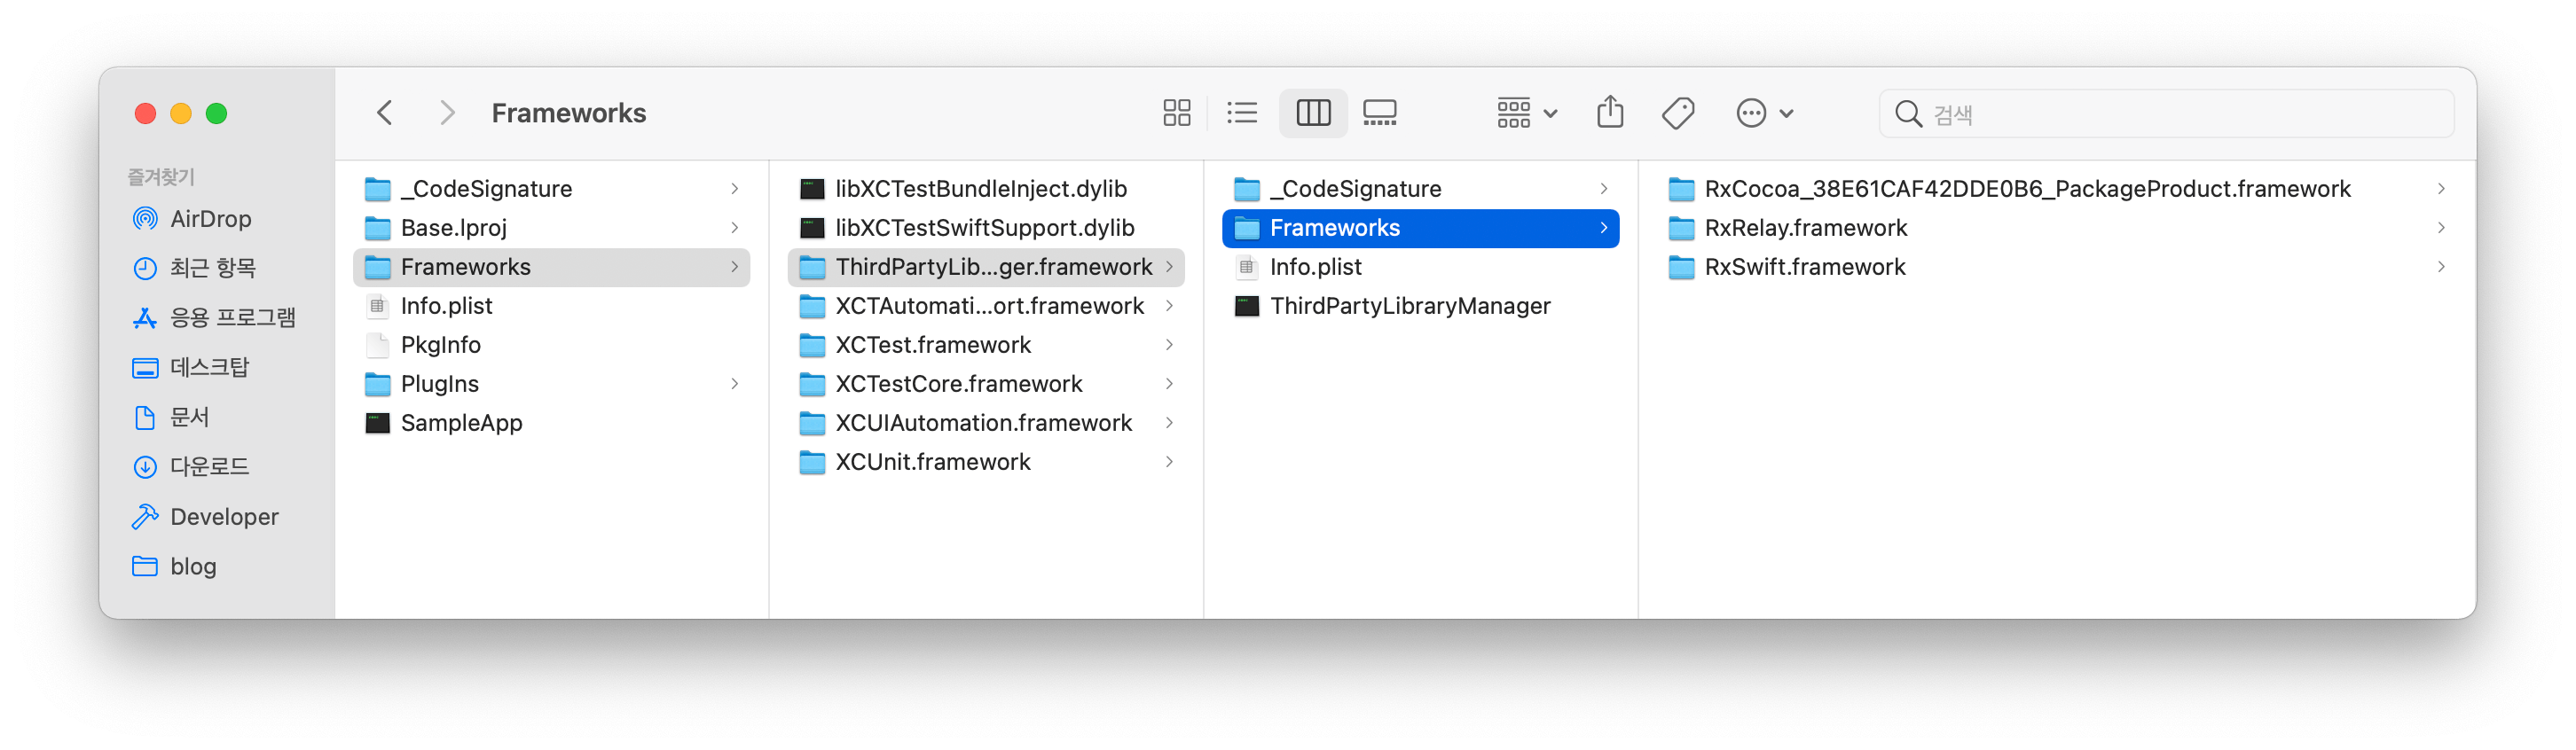 Frameworks
검색
즐겨찾기
AirDrop
최근 항목
응용 프로그램
데스크탑
문서
다운로드
Developer
blog
_CodeSignature
Base.lproj
Frameworks
Info.plist
PkgInfo
PlugIns
SampleApp
libXCTestBundleInject.dylib
libXCTestSwiftSupport.dylib
ThirdPartyLib...ger.framework
XCTAutomati...ort.framework
XCTest.framework
XCTestCore.framework
XCUIAutomation.framework
XCUnit.framework
_CodeSignature
Frameworks
Info.plist
ThirdPartyLibraryManager
RxCocoa_38E61CAF42DDE0B6_PackageProduct.framework
RxRelay.framework
RxSwift.framework